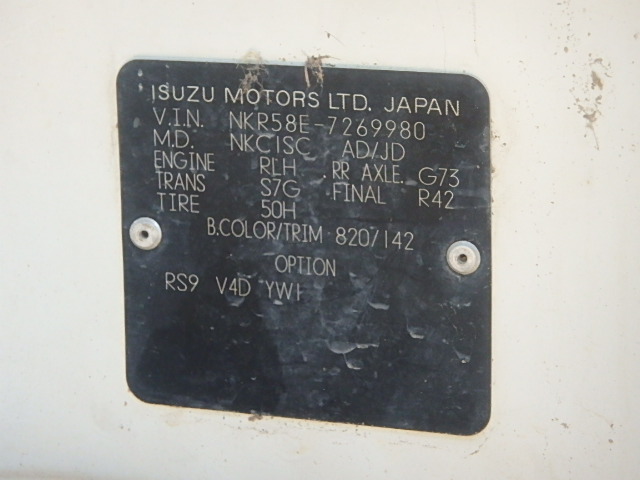 ISUZU MOTORS LTD. JAPAN
V.I.N. NKR58E-7269980
M.D. NKC1SC AD/JD
ENGINE RLH RR AXLE. G73
TRANS S7G FINAL R42
TIRE 50H
B.COLOR/TRIM 820/142
OPTION
RS9 V4D YW1